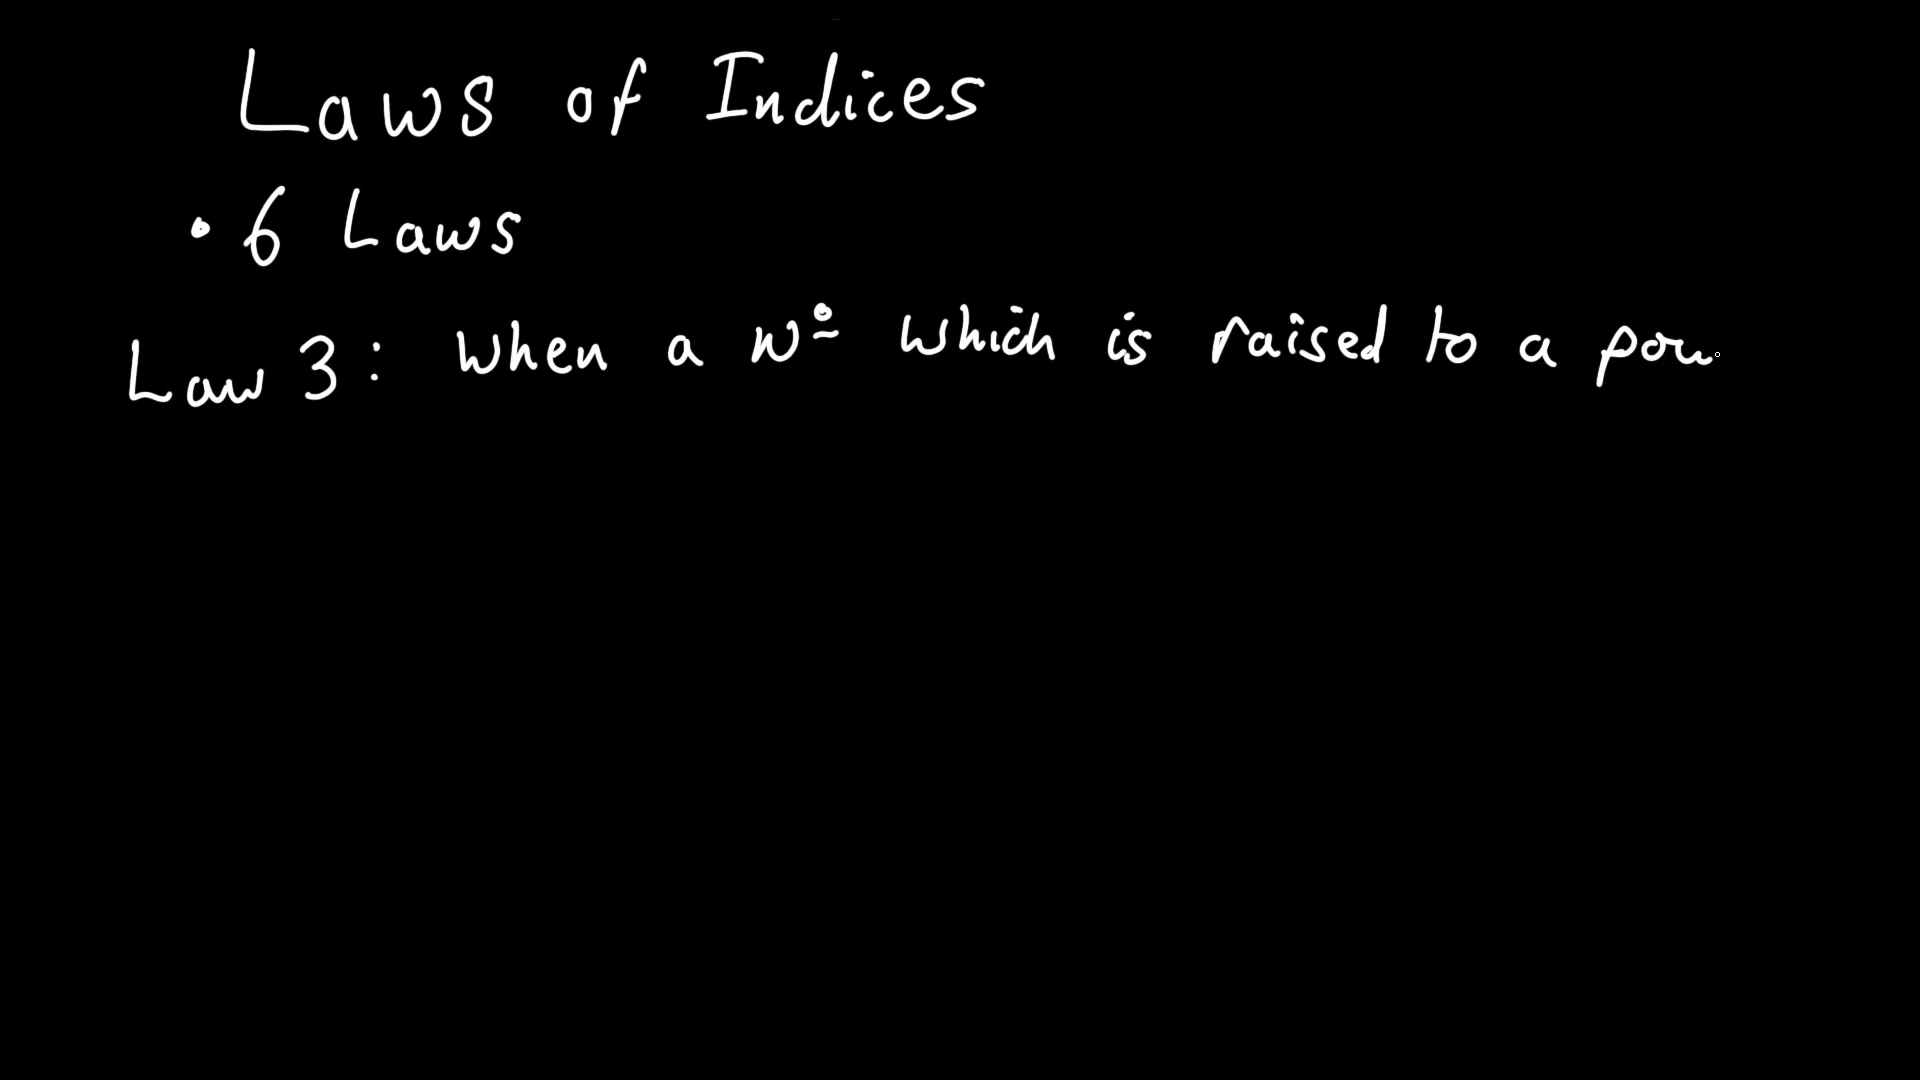 Laws of Indices
• 6 Laws
Law 3: When a Nº which is raised to a pow